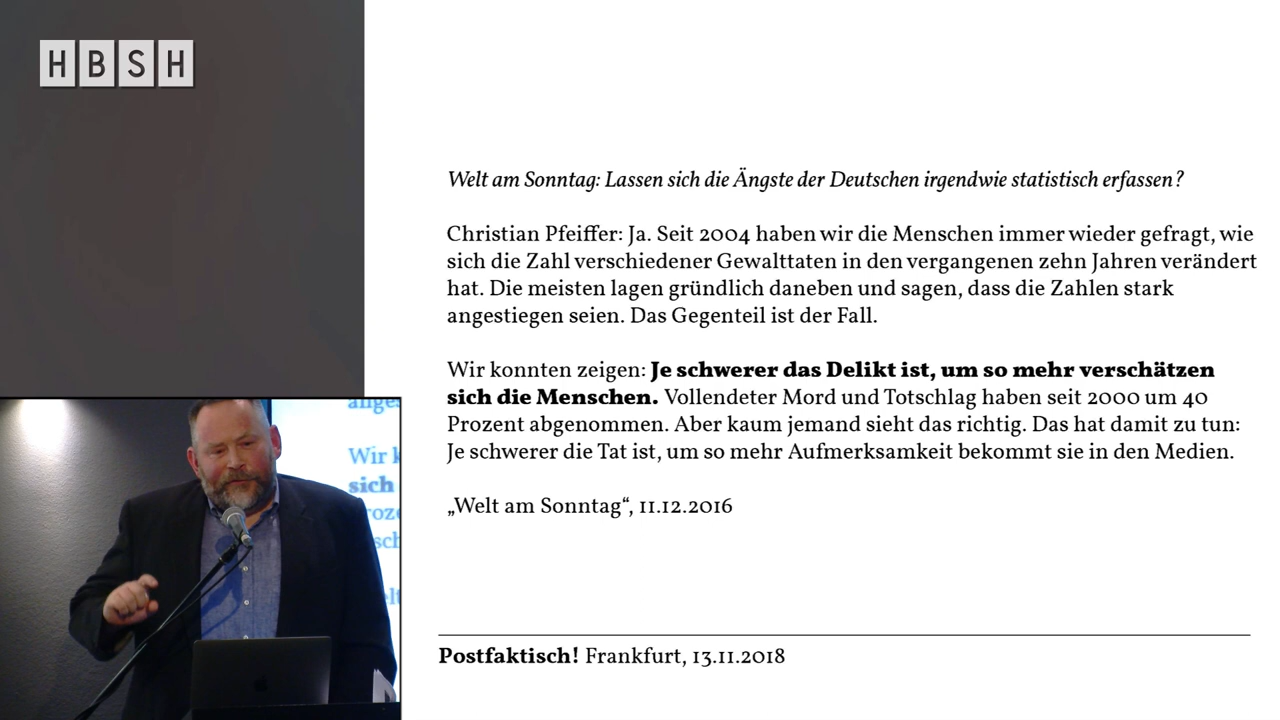 HBSH
Welt am Sonntag: Lassen sich die Ängste der Deutschen irgendwie statistisch erfassen?
Christian Pfeiffer: Ja. Seit 2004 haben wir die Menschen immer wieder gefragt, wie
sich die Zahl verschiedener Gewalttaten in den vergangenen zehn Jahren verändert
hat. Die meisten lagen gründlich daneben und sagen, dass die Zahlen stark
angestiegen seien. Das Gegenteil ist der Fall.
Wir konnten zeigen: Je schwerer das Delikt ist, um so mehr verschätzen
sich die Menschen. Vollendeter Mord und Totschlag haben seit 2000 um 40
Prozent abgenommen. Aber kaum jemand sieht das richtig. Das hat damit zu tun:
Je schwerer die Tat ist, um so mehr Aufmerksamkeit bekommt sie in den Medien.
„Welt am Sonntag“, 11.12.2016
Postfaktisch! Frankfurt, 13.11.2018
Wir
sich